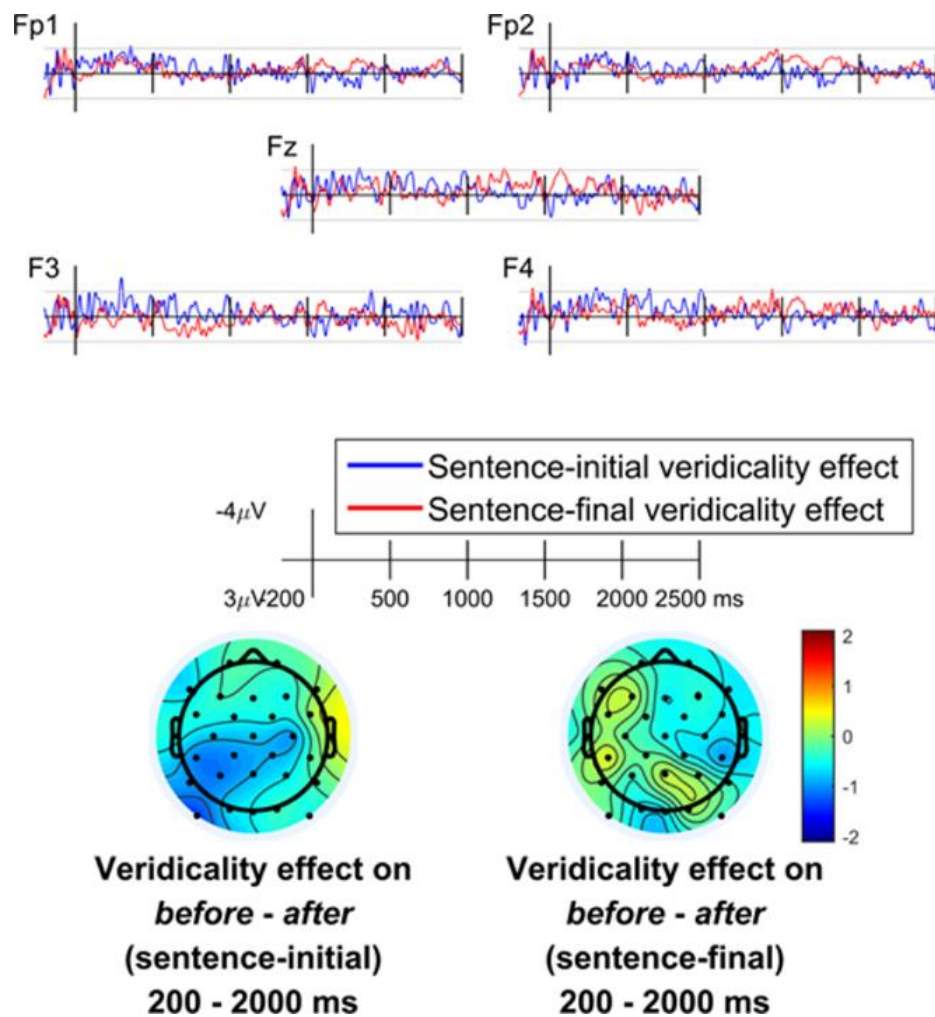 Fp1
Fp2
Fz
F3
F4
Sentence-initial veridicality effect
Sentence-final veridicality effect
-4μV
3μV -200 500 1000 1500 2000 2500 ms
2
1
0
-1
-2
Veridicality effect on
before - after
(sentence-initial)
200 - 2000 ms
Veridicality effect on
before - after
(sentence-final)
200 - 2000 ms